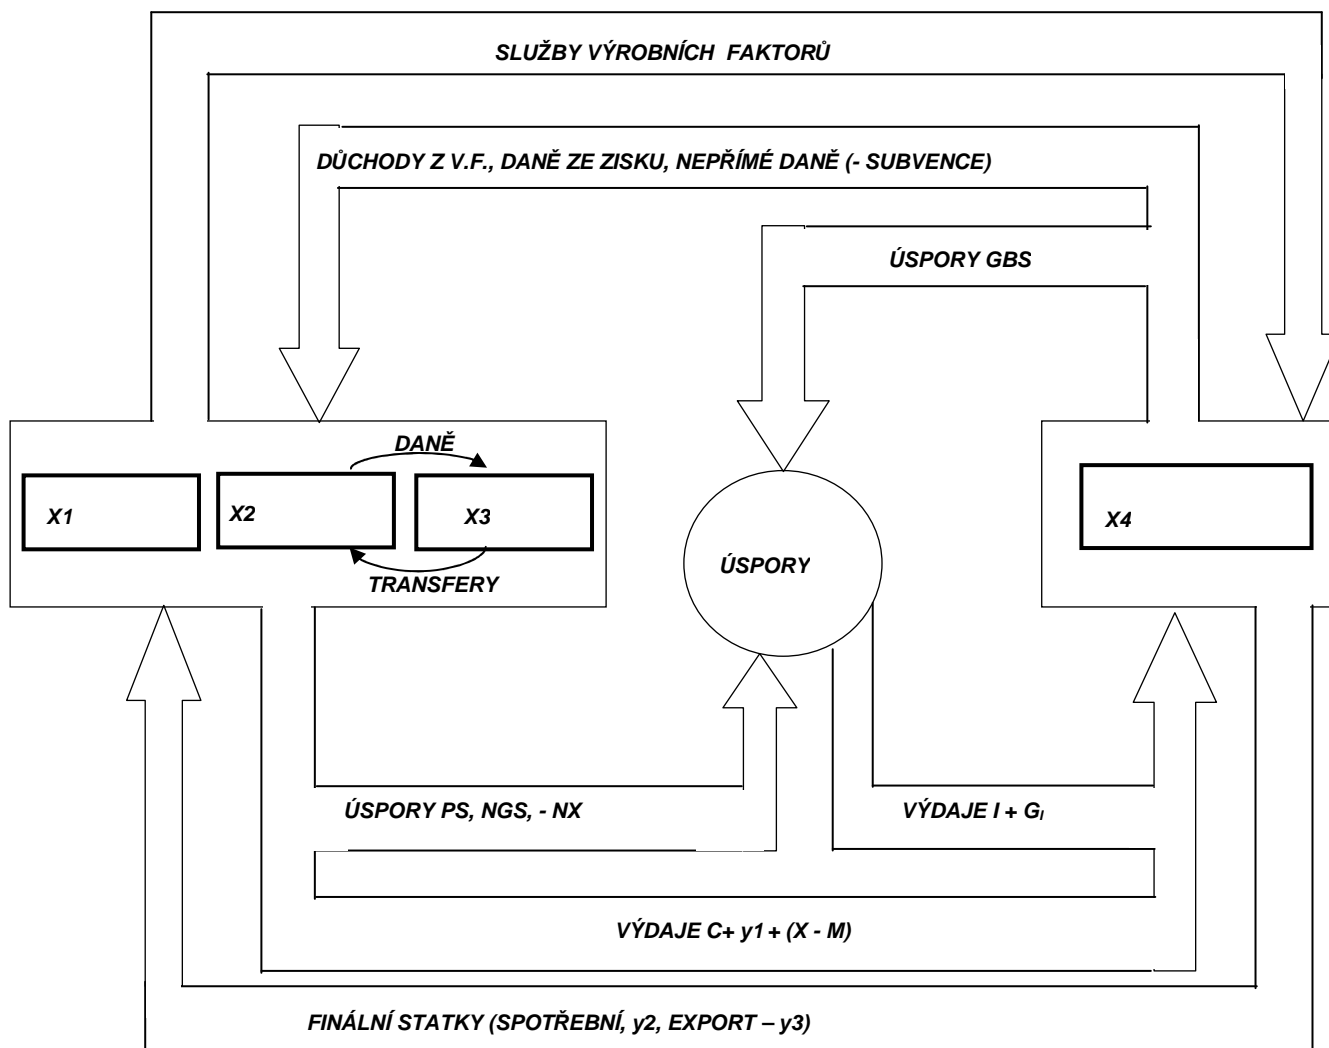 SLUŽBY VÝROBNÍCH FAKTORŮ
DŮCHODY Z V.F., DANĚ ZE ZISKU, NEPŘÍMÉ DANĚ (- SUBVENCE)
ÚSPORY GBS
DANĚ
X1
X2
X3
X4
TRANSFERY
ÚSPORY
ÚSPORY PS, NGS, - NX
VÝDAJE I + GI
VÝDAJE C+ y1 + (X - M)
FINÁLNÍ STATKY (SPOTŘEBNÍ, y2, EXPORT – y3)